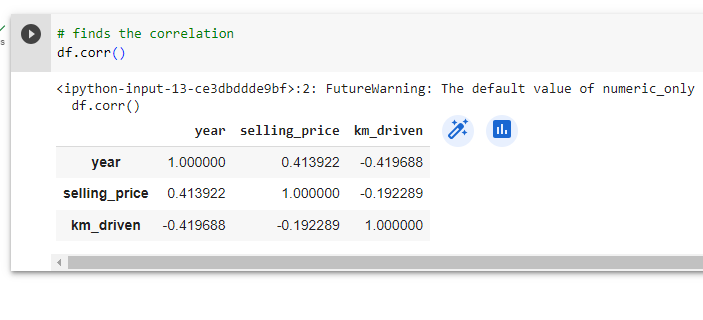 # finds the correlation
df.corr()
s
<ipython-input-13-ce3dbddde9bf>:2: FutureWarning: The default value of numeric_only
df.corr()
year selling_price km_driven
year 1.000000 0.413922 -0.419688
selling_price 0.413922 1.000000 -0.192289
km_driven -0.419688 -0.192289 1.000000